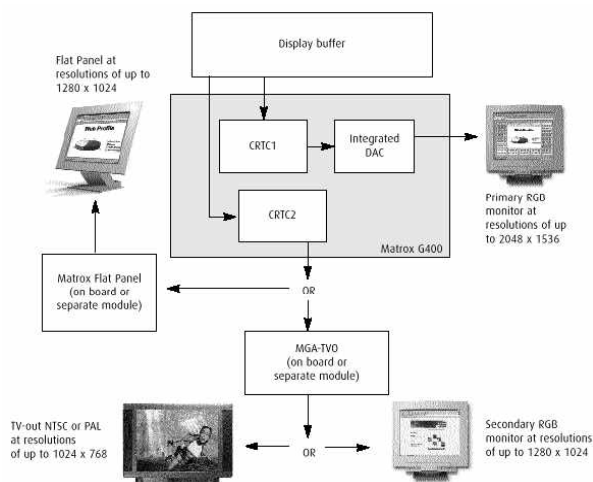 Display buffer
Flat Panel at
resolutions of up to
1280 x 1024
CRTC1
Integrated
DAC
CRTC2
Matrox G400
Primary RGB
monitor at
resolutions of up
to 2048 x 1536
Matrox Flat Panel
(on board or
separate module)
OR
MGA-TVO
(on board or
separate module)
TV-out NTSC or PAL
at resolutions
of up to 1024 x 768
OR
Secondary RGB
monitor at resolutions
of up to 1280 x 1024